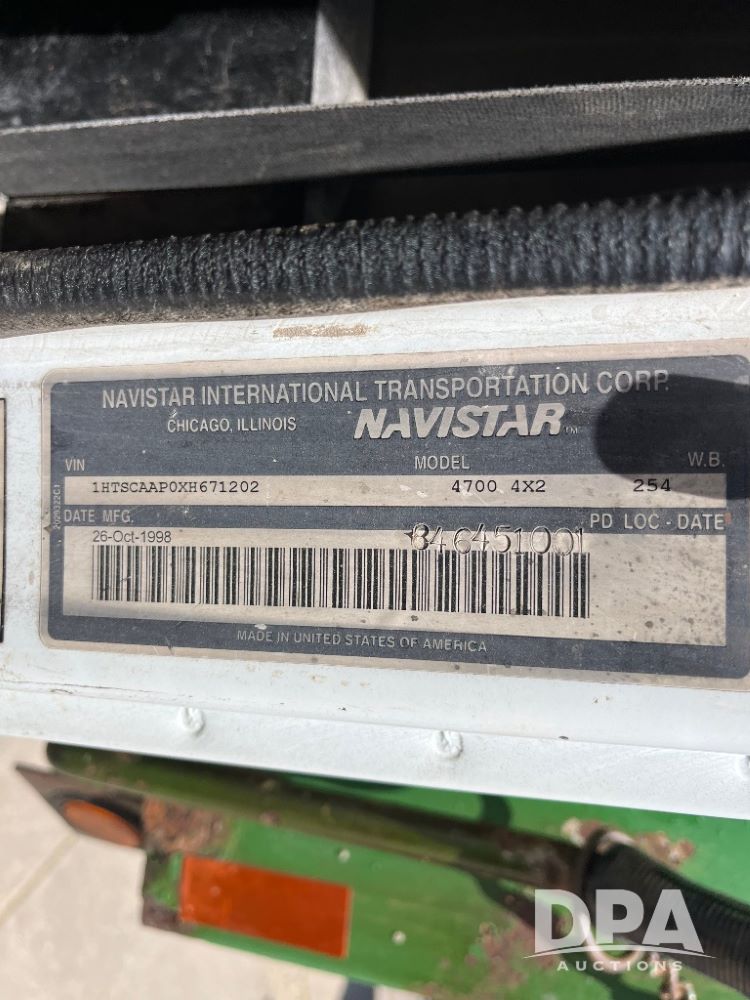 NAVISTAR INTERNATIONAL TRANSPORTATION CORP.
CHICAGO, ILLINOIS NAVISTAR
VIN MODEL W.B.
1HTSCAAP0XH671202 4700 4X2 254
DATE MFG. PD LOC - DATE
26-Oct-1998 846451001
MADE IN UNITED STATES OF AMERICA
DPA
AUCTIONS